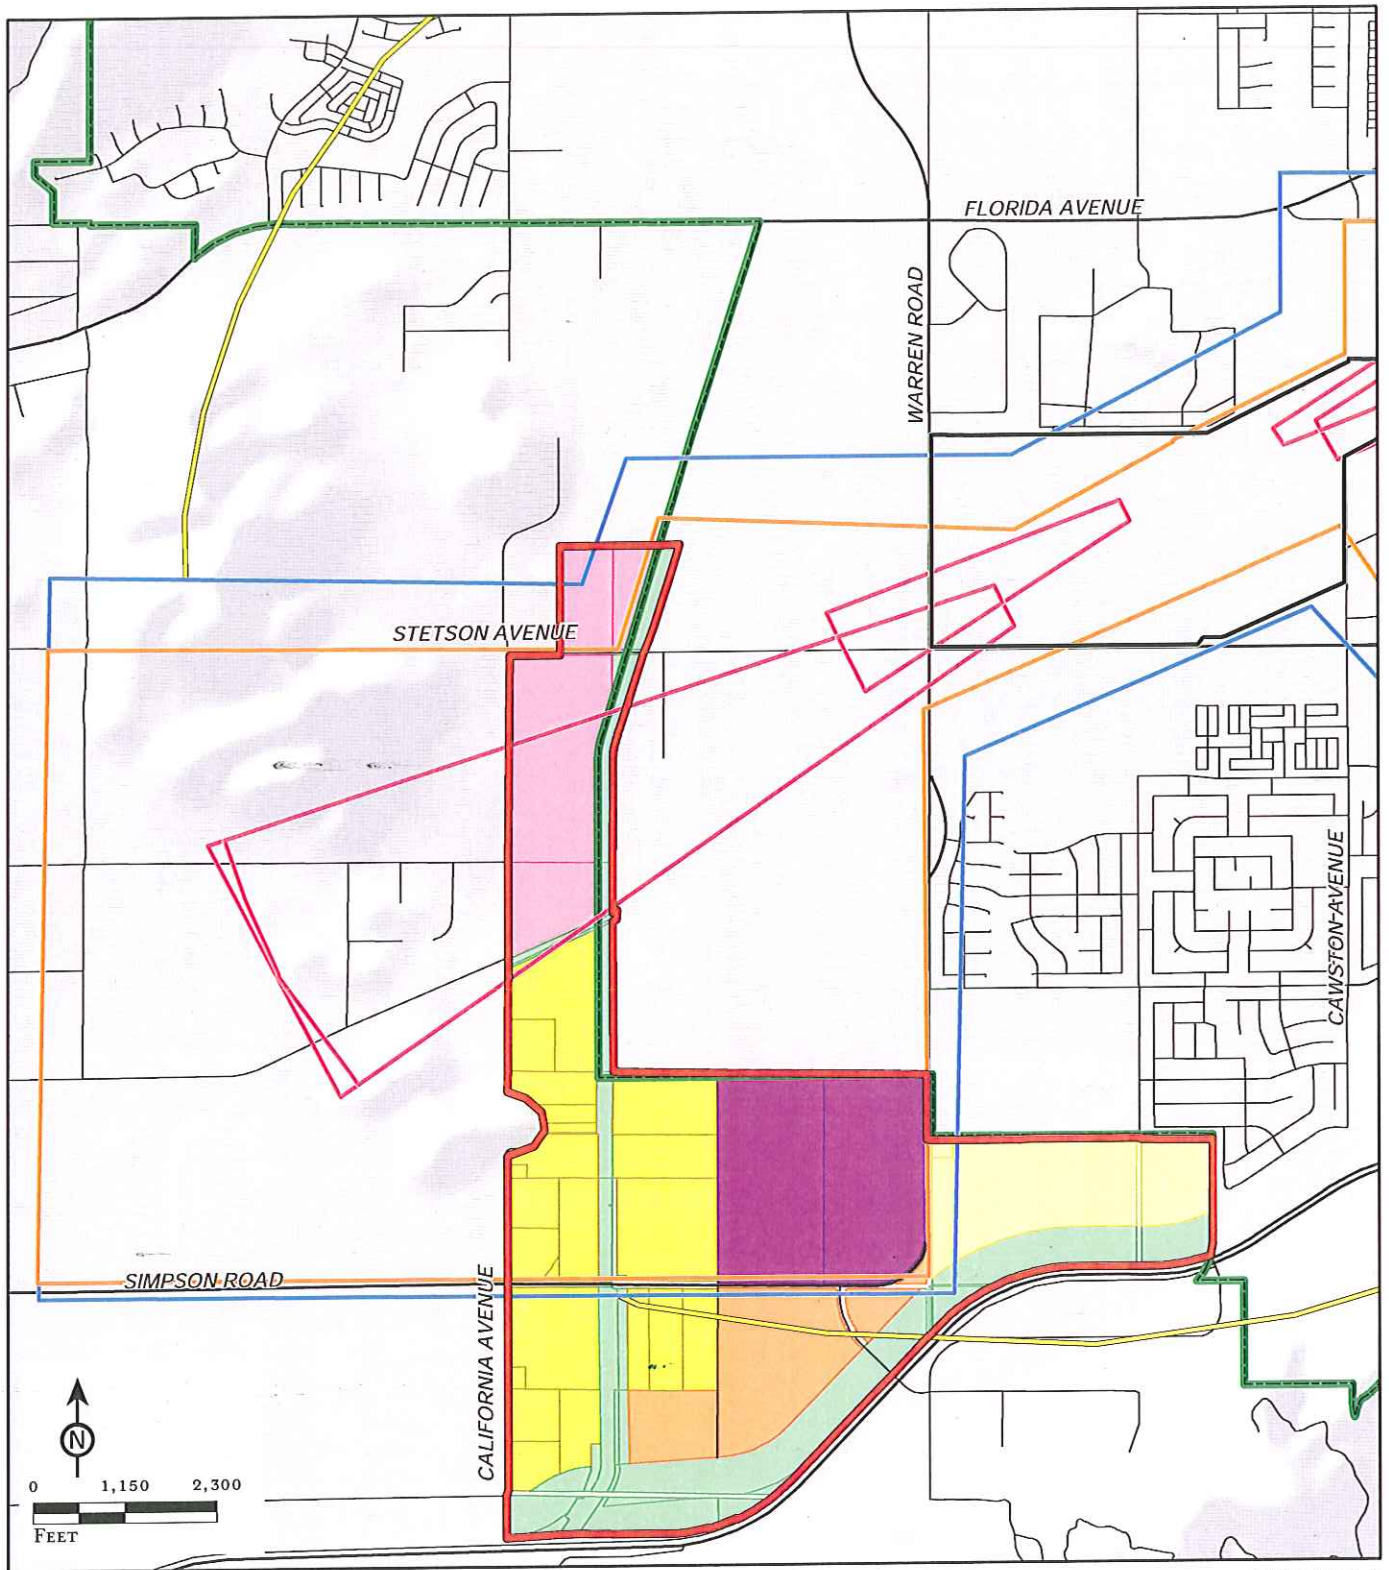 FLORIDA AVENUE
WARREN ROAD
STETSON AVENUE
CAWSTON AVENUE
SIMPSON ROAD
CALIFORNIA AVENUE
N
0 1,150 2,300
FEET